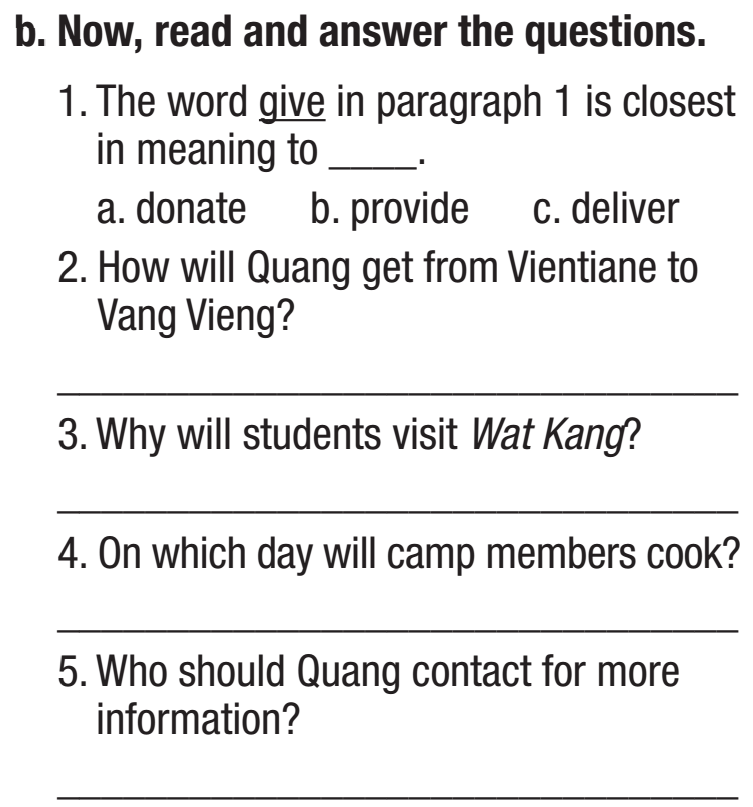 b. Now, read and answer the questions.
1. The word give in paragraph 1 is closest
in meaning to ____.
a. donate b. provide c. deliver
2. How will Quang get from Vientiane to
Vang Vieng?
3. Why will students visit Wat Kang?
4. On which day will camp members cook?
5. Who should Quang contact for more
information?